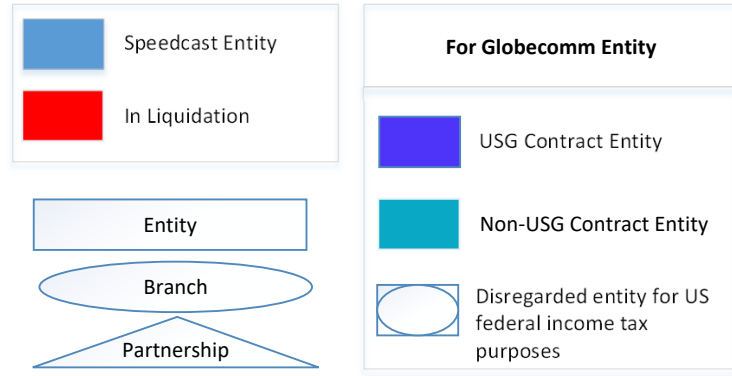 Speedcast Entity
In Liquidation
Entity
Branch
Partnership
For Globecomm Entity
USG Contract Entity
Non-USG Contract Entity
Disregarded entity for US
federal income tax
purposes